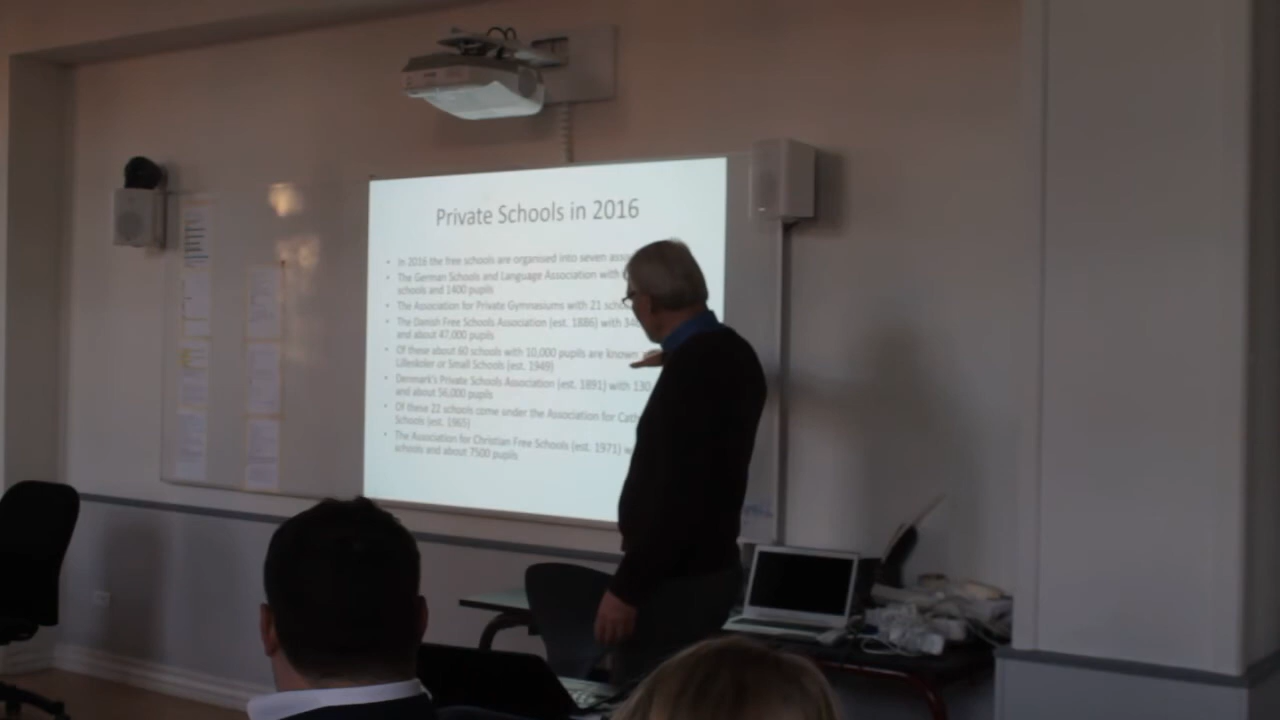 Private Schools in 2016
• In 2016 the free schools are organised into seven
• The German Schools and Language Association with
schools and 1400 pupils
• The Association for Private Gymnasiums with 21
• The Danish Free Schools Association (est. 1886) with
and about 47,000 pupils
• Of these about 60 schools with 10,000 pupils are known
Lilleskoler or Small Schools (est. 1949)
• Denmark's Private Schools Association (est. 1891) with 130
and about 56,000 pupils
• Of these 22 schools come under the Association for
Schools (est. 1965)
• The Association for Christian Free Schools (est. 1971)
schools and about 7500 pupils